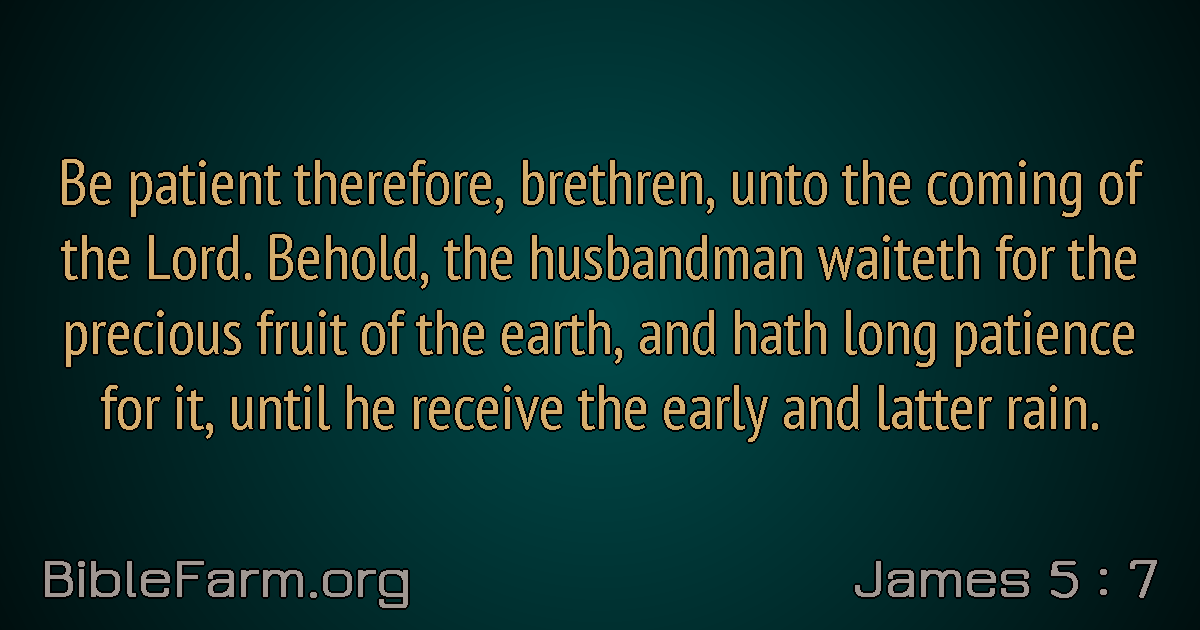 Be patient therefore, brethren, unto the coming of
the Lord. Behold, the husbandman waiteth for the
precious fruit of the earth, and hath long patience
for it, until he receive the early and latter rain.
BibleFarm.org
James 5 : 7